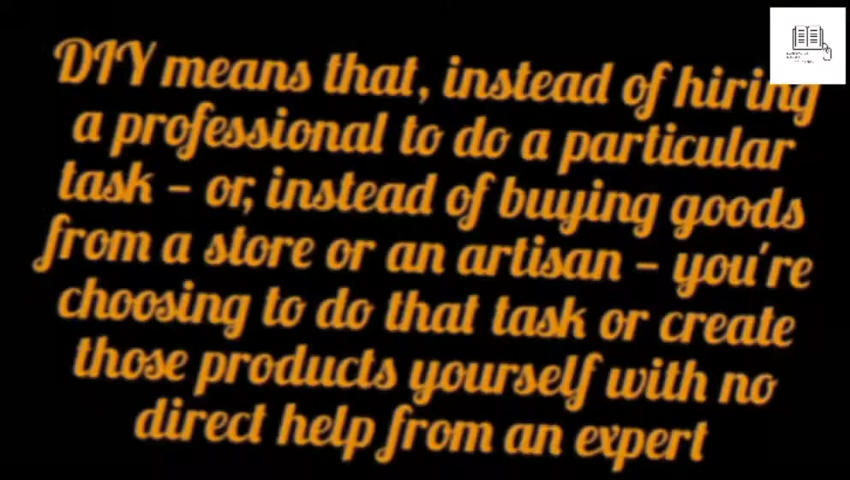 DIY means that, instead of hiring
a professional to do a particular
task – or, instead of buying goods
from a store or an artisan – you're
choosing to do that task or create
those products yourself with no
direct help from an expert